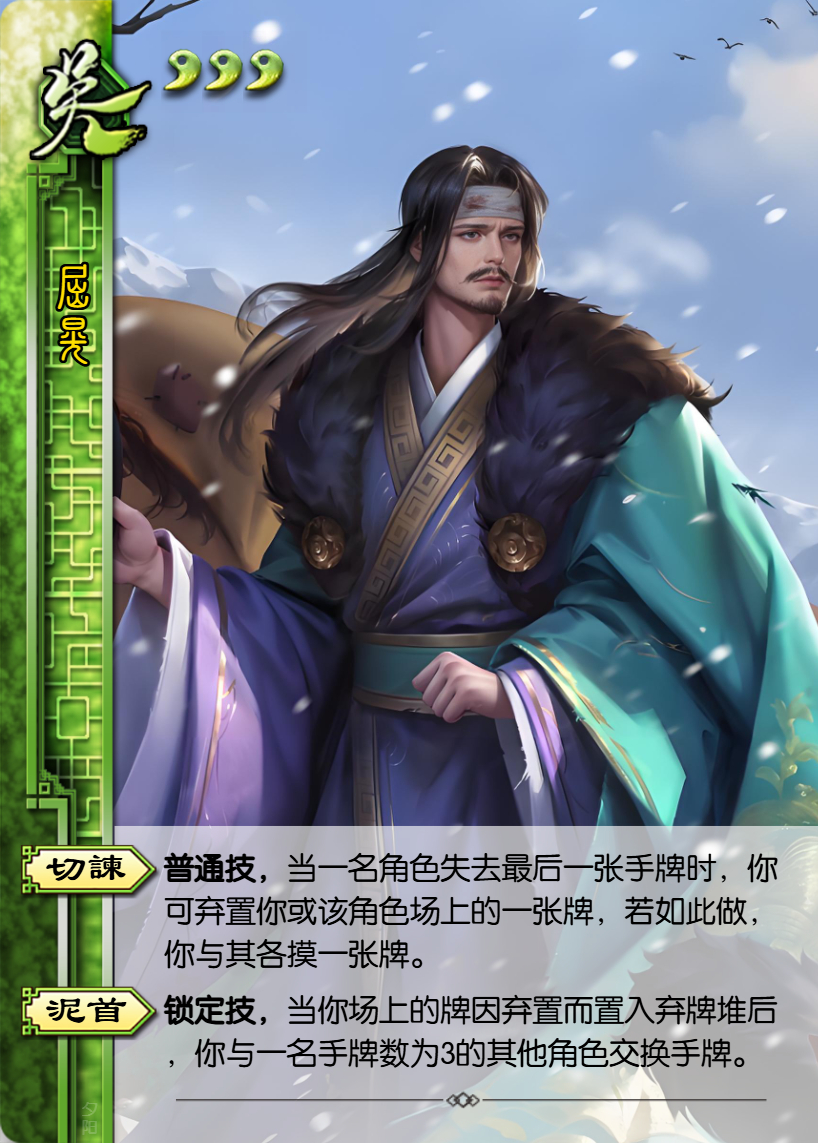 吴
屈晃
切諫
普通技，当一名角色失去最后一张手牌时，你
可弃置你或该角色场上的一张牌，若如此做，
你与其各摸一张牌。
泥首
锁定技，当你场上的牌因弃置而置入弃牌堆后
，你与一名手牌数为3的其他角色交换手牌。
夕阳